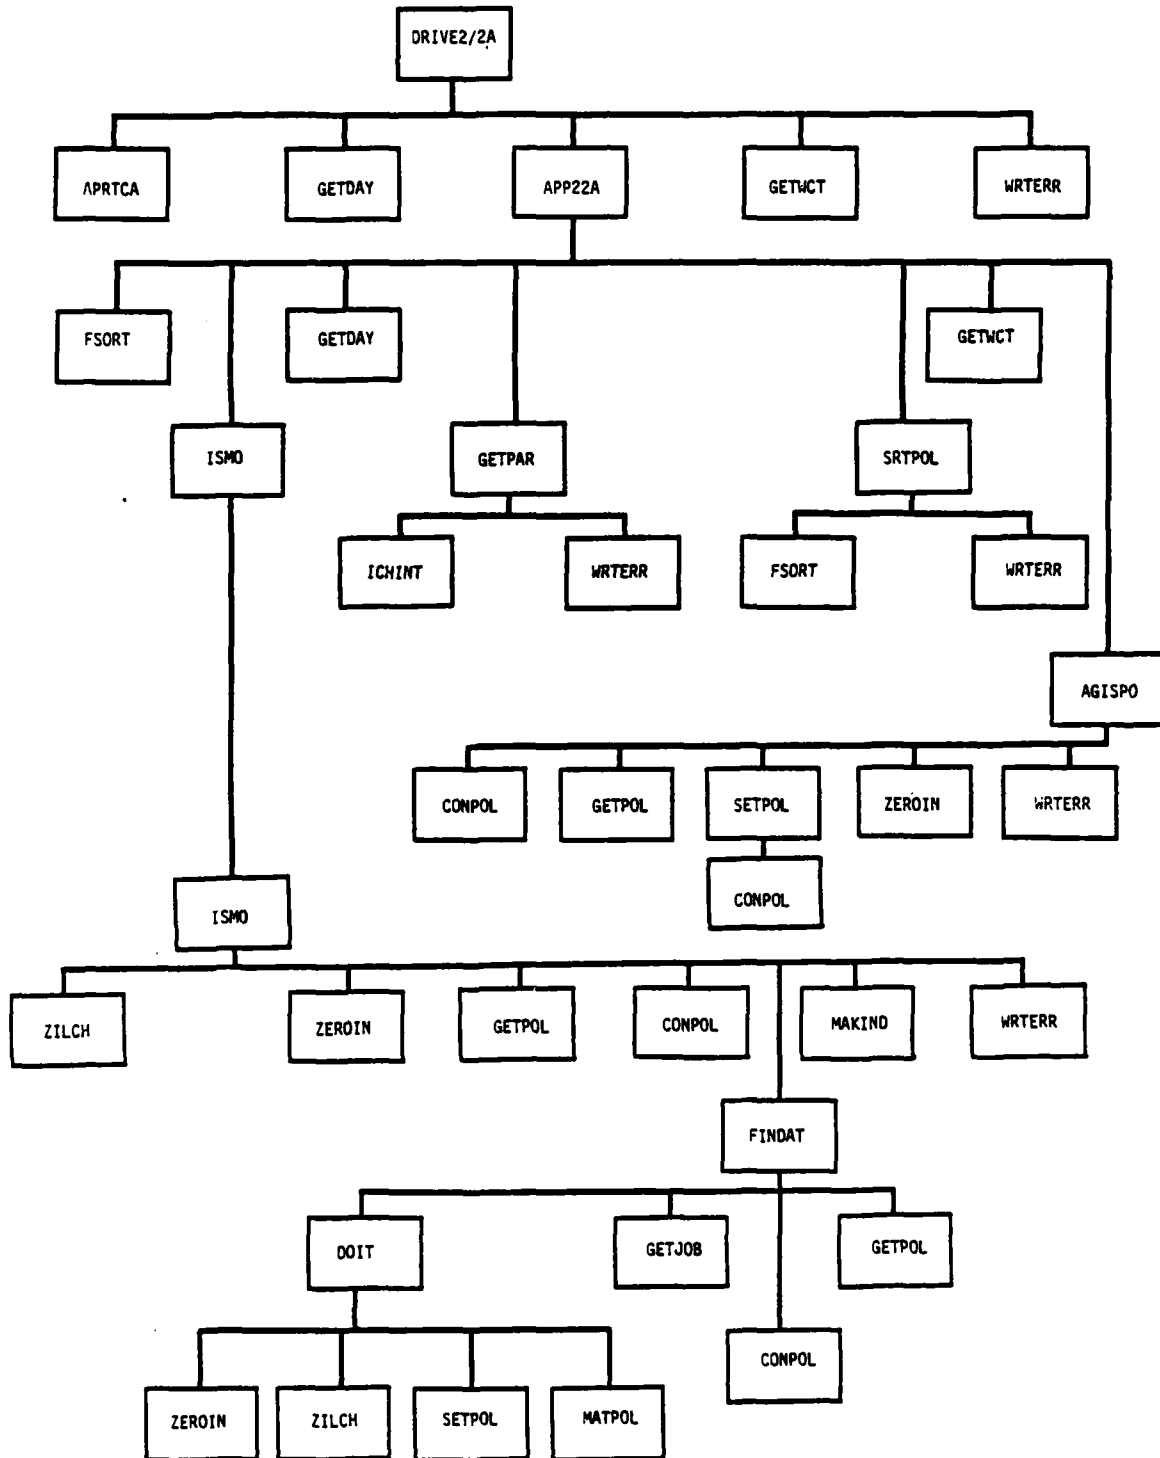 DRIVE2/2A
APRTCA
GETDAY
APP22A
GETWCT
WRTERR
FSORT
GETDAY
GETWCT
ISMO
GETPAR
SRTPOL
ICHINT
WRTERR
FSORT
WRTERR
AGISPO
CONPOL
GETPOL
SETPOL
ZEROIN
WRTERR
CONPOL
ISMO
ZILCH
ZEROIN
GETPOL
CONPOL
MAKIND
WRTERR
FINDAT
DOIT
GETJOB
GETPOL
CONPOL
ZEROIN
ZILCH
SETPOL
MATPOL